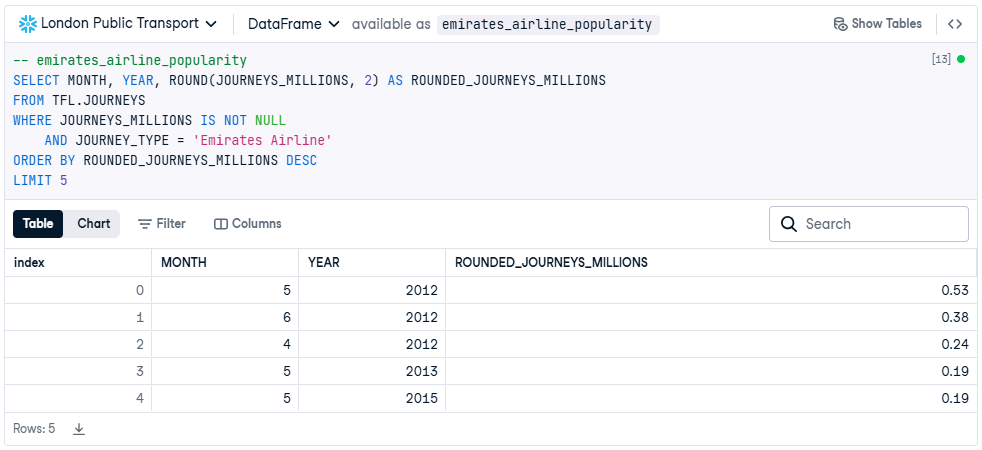 London Public Transport DataFrame available as emirates_airline_popularity Show Tables <>
-- emirates_airline_popularity [13]
SELECT MONTH, YEAR, ROUND(JOURNEYS_MILLIONS, 2) AS ROUNDED_JOURNEYS_MILLIONS
FROM TFL.JOURNEYS
WHERE JOURNEYS_MILLIONS IS NOT NULL
    AND JOURNEY_TYPE = 'Emirates Airline'
ORDER BY ROUNDED_JOURNEYS_MILLIONS DESC
LIMIT 5
Table Chart Filter Columns Search
index MONTH YEAR ROUNDED_JOURNEYS_MILLIONS
0 5 2012 0.53
1 6 2012 0.38
2 4 2012 0.24
3 5 2013 0.19
4 5 2015 0.19
Rows: 5